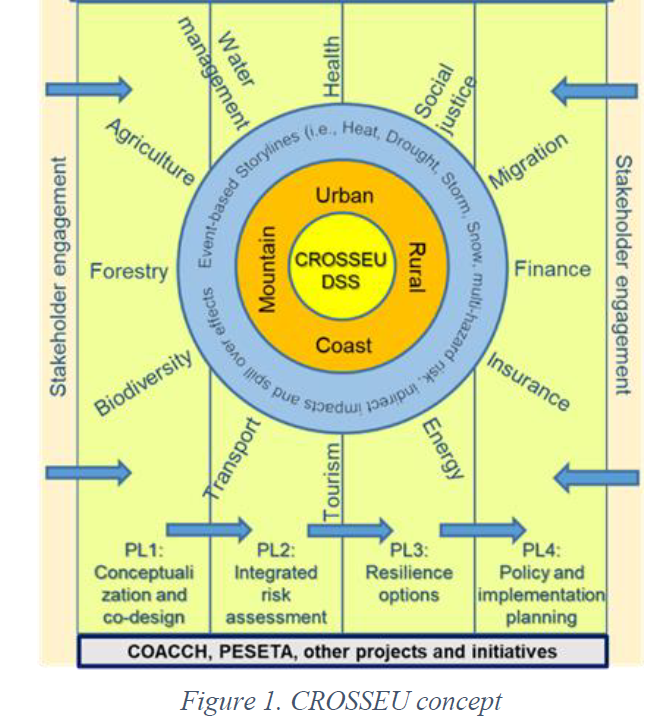 Water
management
Health
Social
justice
Agriculture
Migration
Stakeholder engagement
Stakeholder engagement
Event-based Storylines (i.e., Heat, Drought, Storm, Snow, multi-hazard risk, indirect impacts and spill over effects
Urban
Mountain
Rural
CROSSEU
DSS
Coast
Forestry
Finance
Biodiversity
Insurance
Transport
Tourism
Energy
PL1:
Conceptuali
zation and
co-design
PL2:
Integrated
risk
assessment
PL3:
Resilience
options
PL4:
Policy and
implementation
planning
COACCH, PESETA, other projects and initiatives
Figure 1. CROSSEU concept